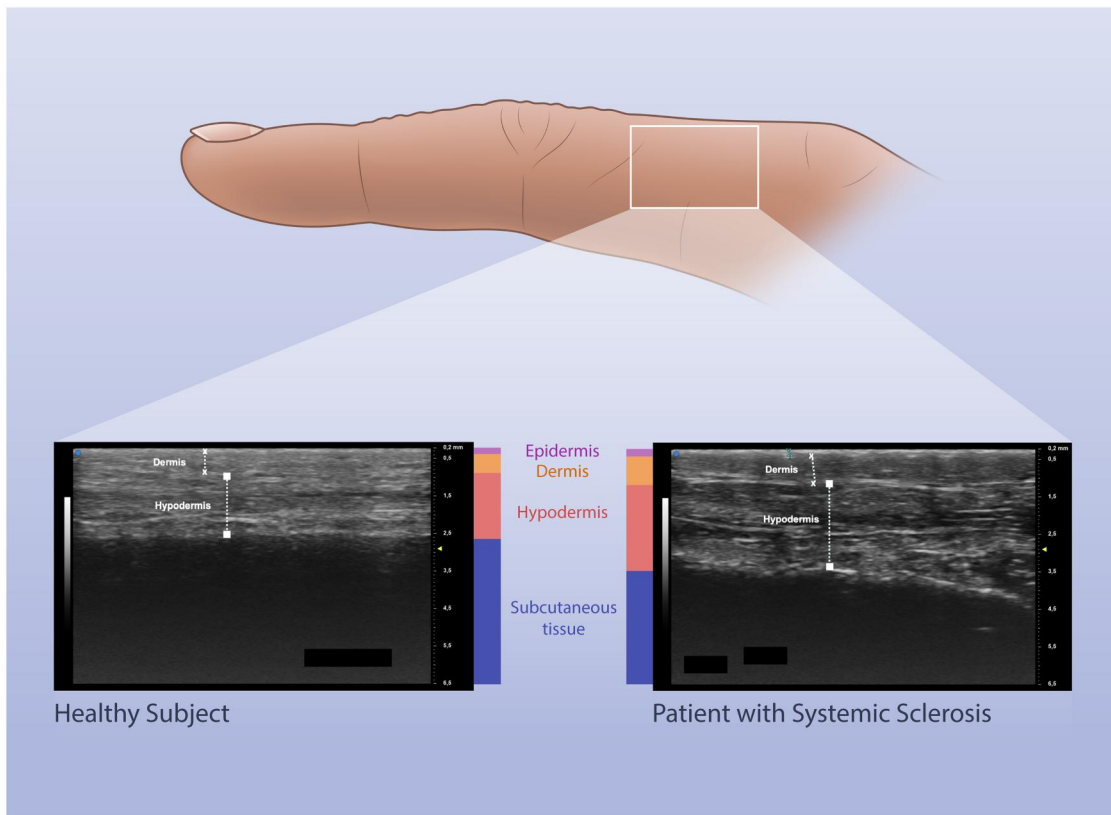 Dermis
Hypodermis
0,2 mm
0,5
1,5
2,5
3,5
4,5
5,5
6,5
Epidermis
Dermis
Hypodermis
Subcutaneous
tissue
Dermis
Hypodermis
0,2 mm
0,5
1,5
2,5
3,5
4,5
5,5
6,5
Healthy Subject
Patient with Systemic Sclerosis